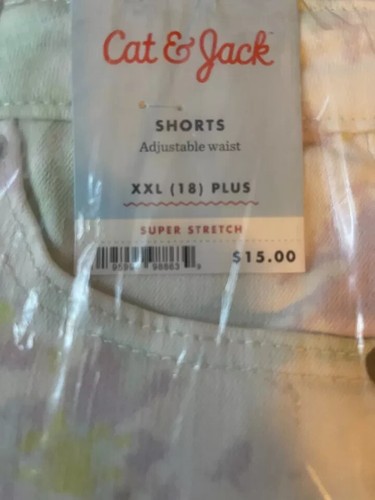 Cat & Jack
SHORTS
Adjustable waist
XXL (18) PLUS
SUPER STRETCH
$15.00